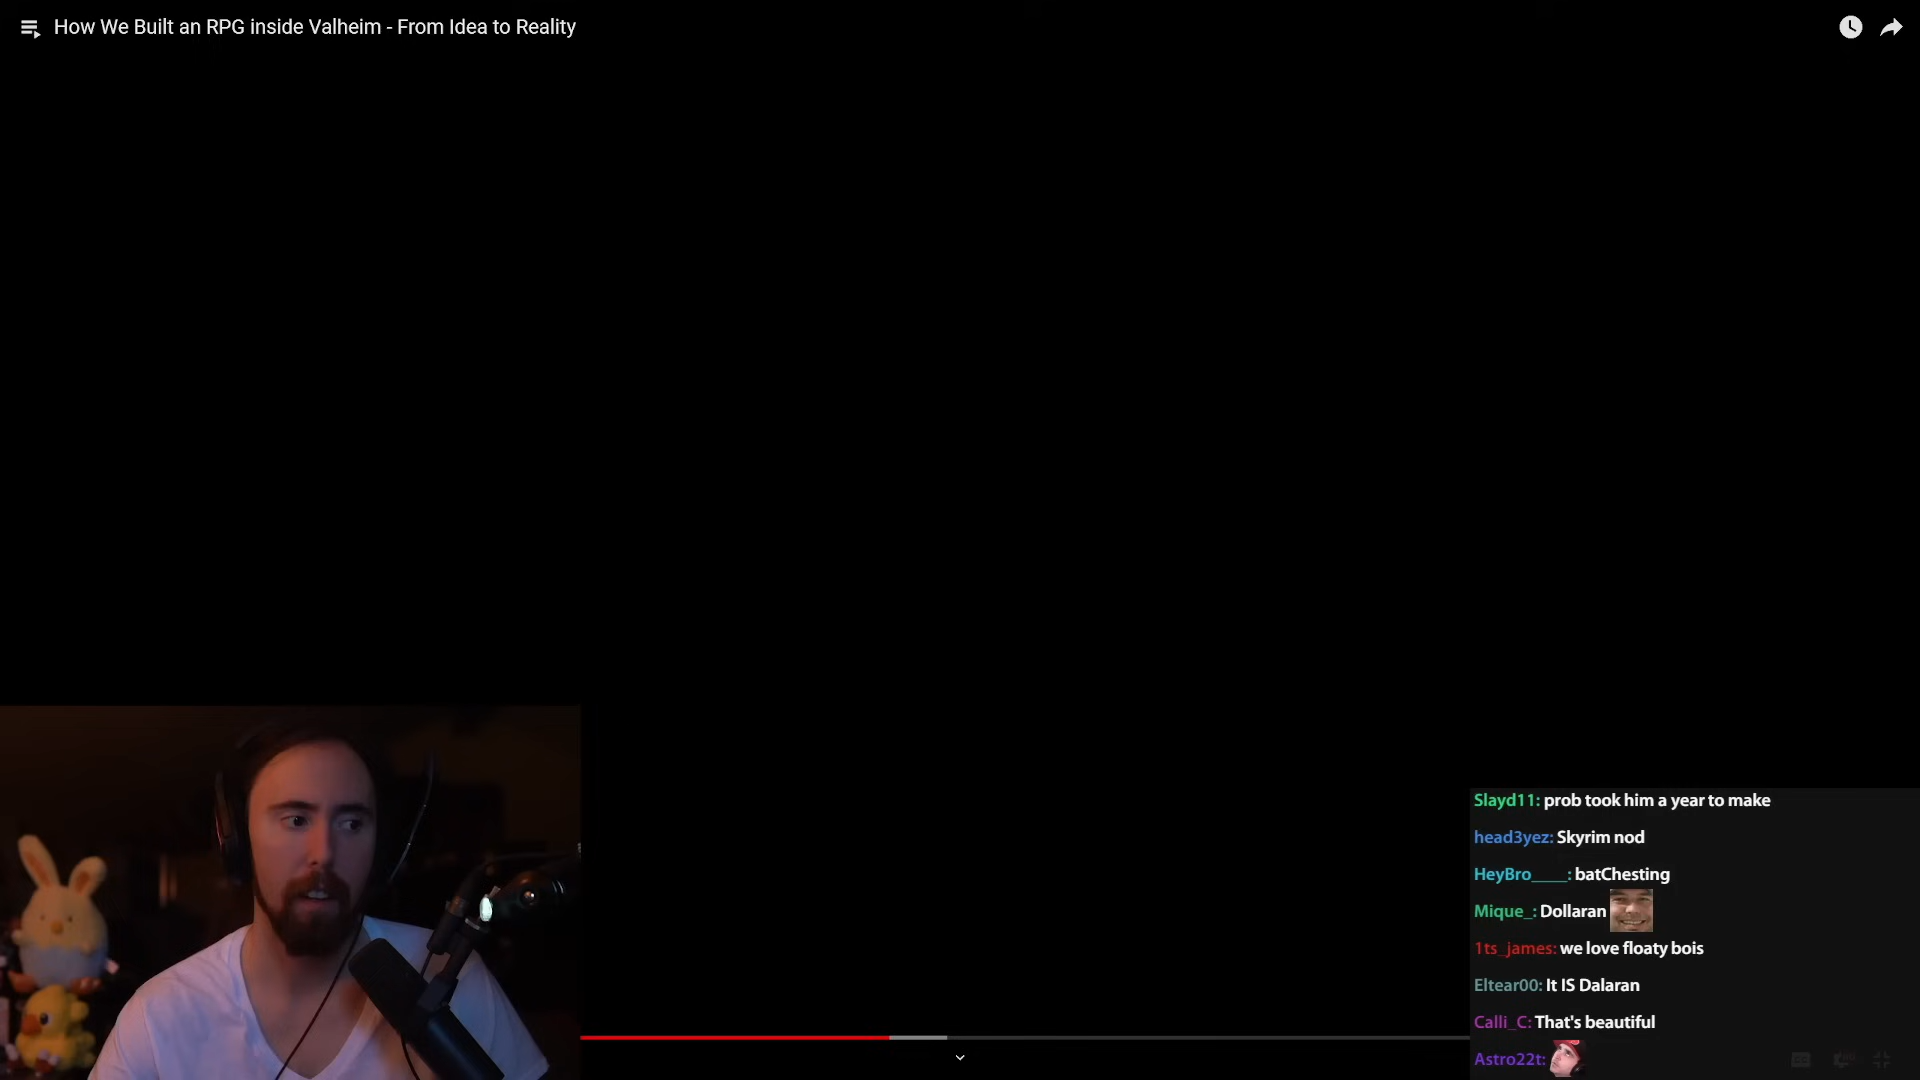 How We Built an RPG inside Valheim - From Idea to Reality
Slayd11: prob took him a year to make
head3yez: Skyrim nod
HeyBro____: batChesting
Mique_: Dollaran
1ts_james: we love floaty bois
Eltear00: It IS Dalaran
Calli_C: That's beautiful
Astro22t: